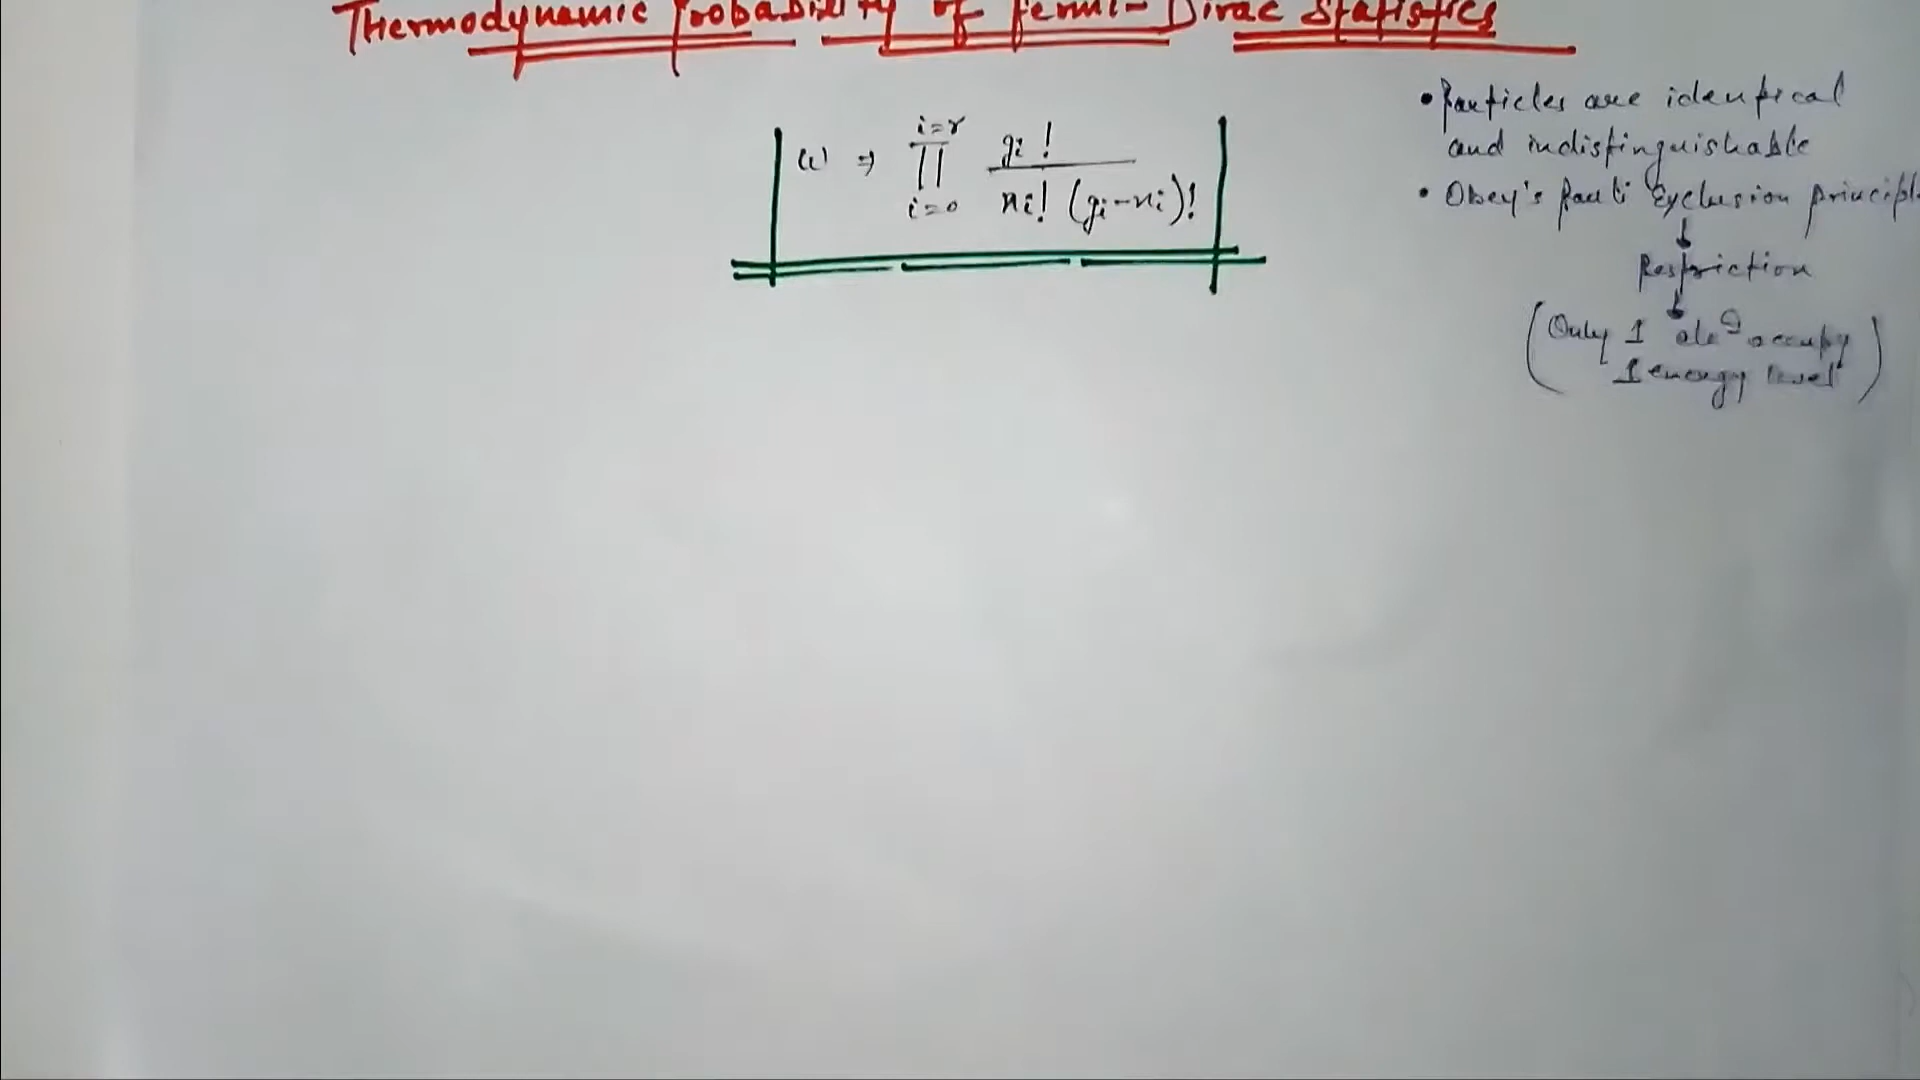 Thermodynamic Probability of Fermi-Dirac Statistics
ω ⇒ ∏ i=0 i=r gi! / ni! (gi-ni)!
• Particles are identical
and indistinguishable
• Obey's Pauli Exclusion principle
↓
Restriction
↓
(Only 1 occupy
1 energy level)